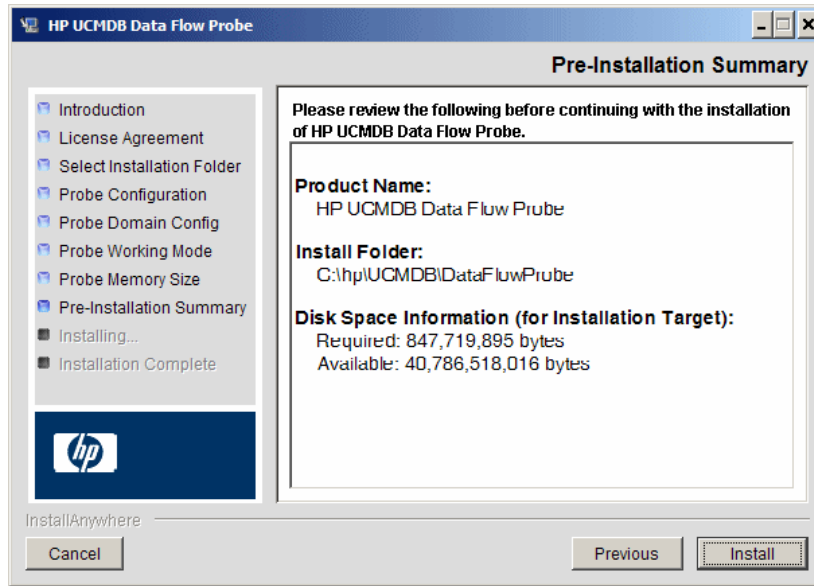 HP UCMDB Data Flow Probe
Pre-Installation Summary
Introduction
License Agreement
Select Installation Folder
Probe Configuration
Probe Domain Config
Probe Working Mode
Probe Memory Size
Pre-Installation Summary
Installing...
Installation Complete
hp
Please review the following before continuing with the installation
of HP UCMDB Data Flow Probe.
Product Name:
HP UCMDB Data Flow Probe
Install Folder:
C:\hp\UCMDB\DataFlowProbe
Disk Space Information (for Installation Target):
Required: 847,719,895 bytes
Available: 40,786,518,016 bytes
InstallAnywhere
Cancel
Previous
Install